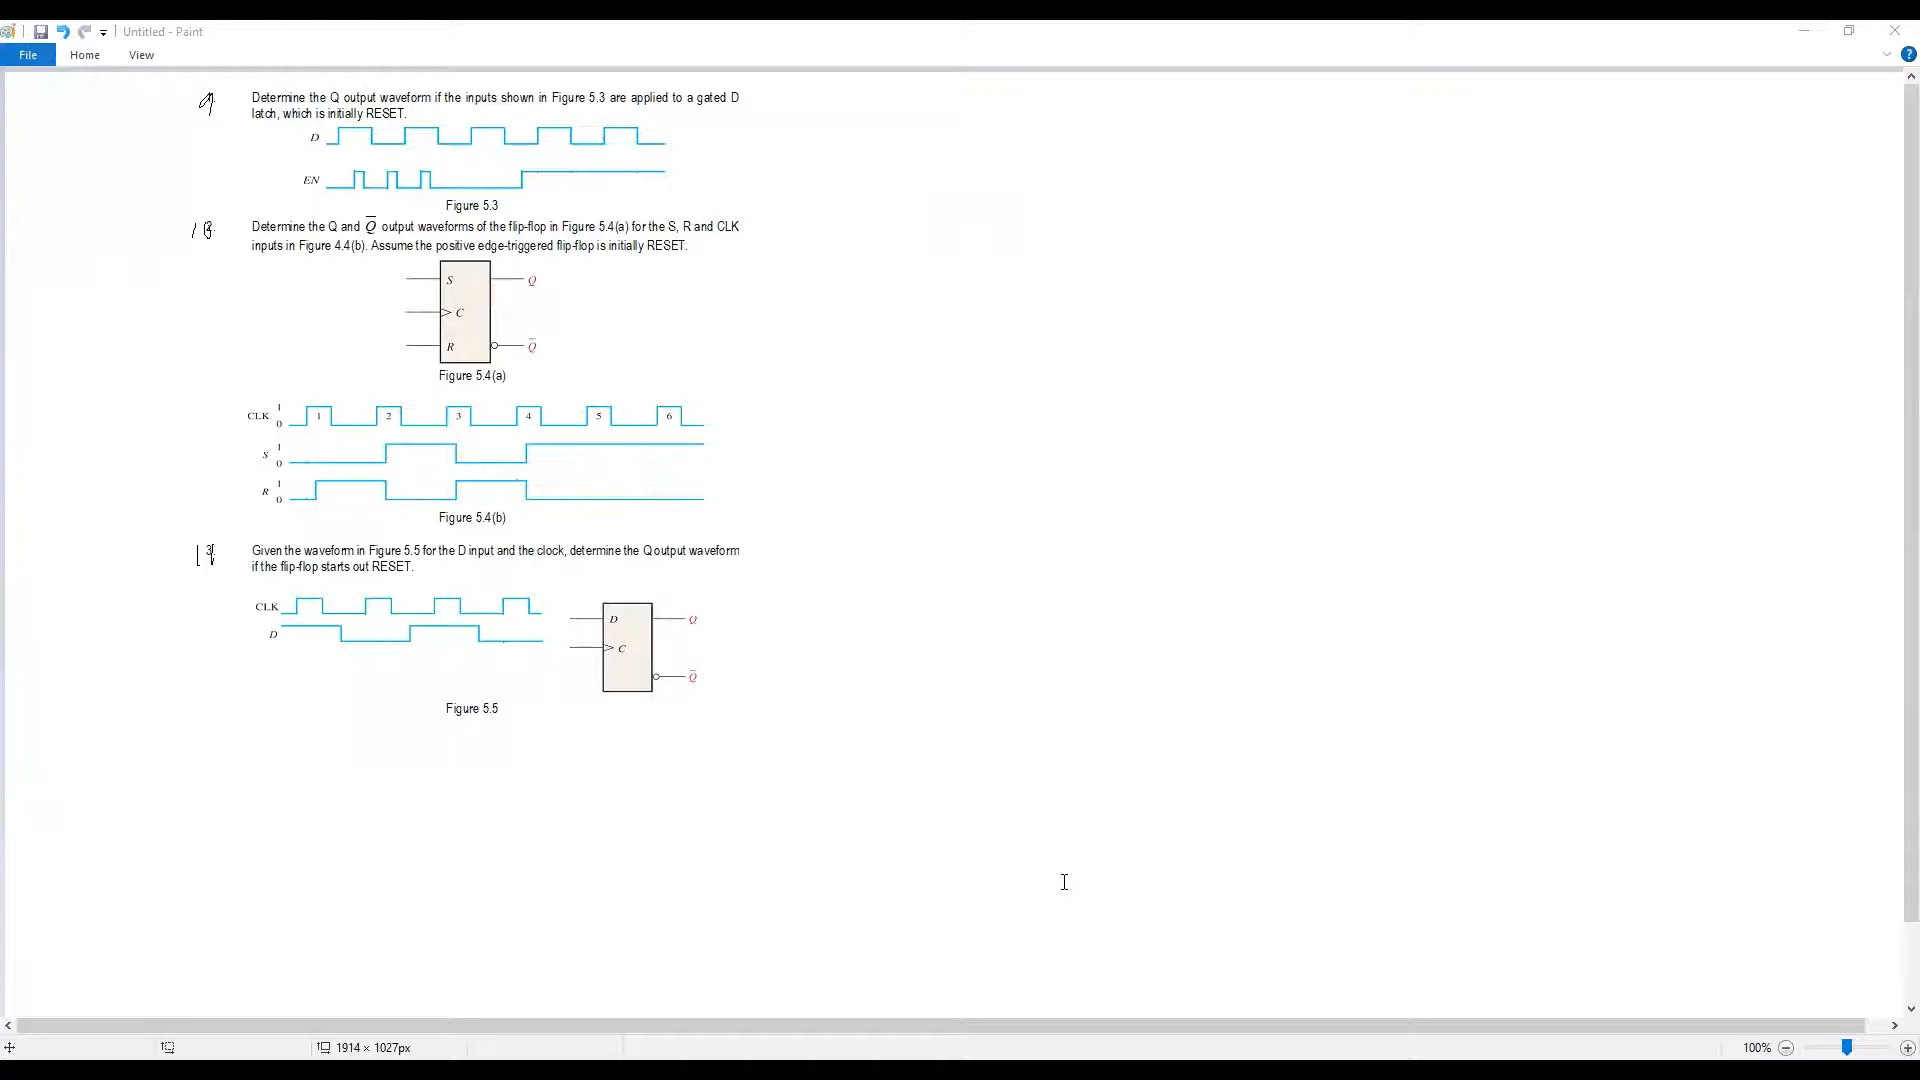 Untitled - Paint
File Home View
9
Determine the Q output waveform if the inputs shown in Figure 5.3 are applied to a gated D
latch, which is initially RESET.
D
EN
Figure 5.3
Determine the Q and Q̅ output waveforms of the flip-flop in Figure 5.4(a) for the S, R and CLK
inputs in Figure 4.4(b). Assume the positive edge-triggered flip-flop is initially RESET.
S Q
C
R Q̅
Figure 5.4(a)
CLK 1 0 1 2 3 4 5 6
S 1 0
R 1 0
Figure 5.4(b)
Given the waveform in Figure 5.5 for the D input and the clock, determine the Q output waveform
if the flip-flop starts out RESET.
CLK
D
D Q
C
Q̅
Figure 5.5
1914 × 1027px
100%